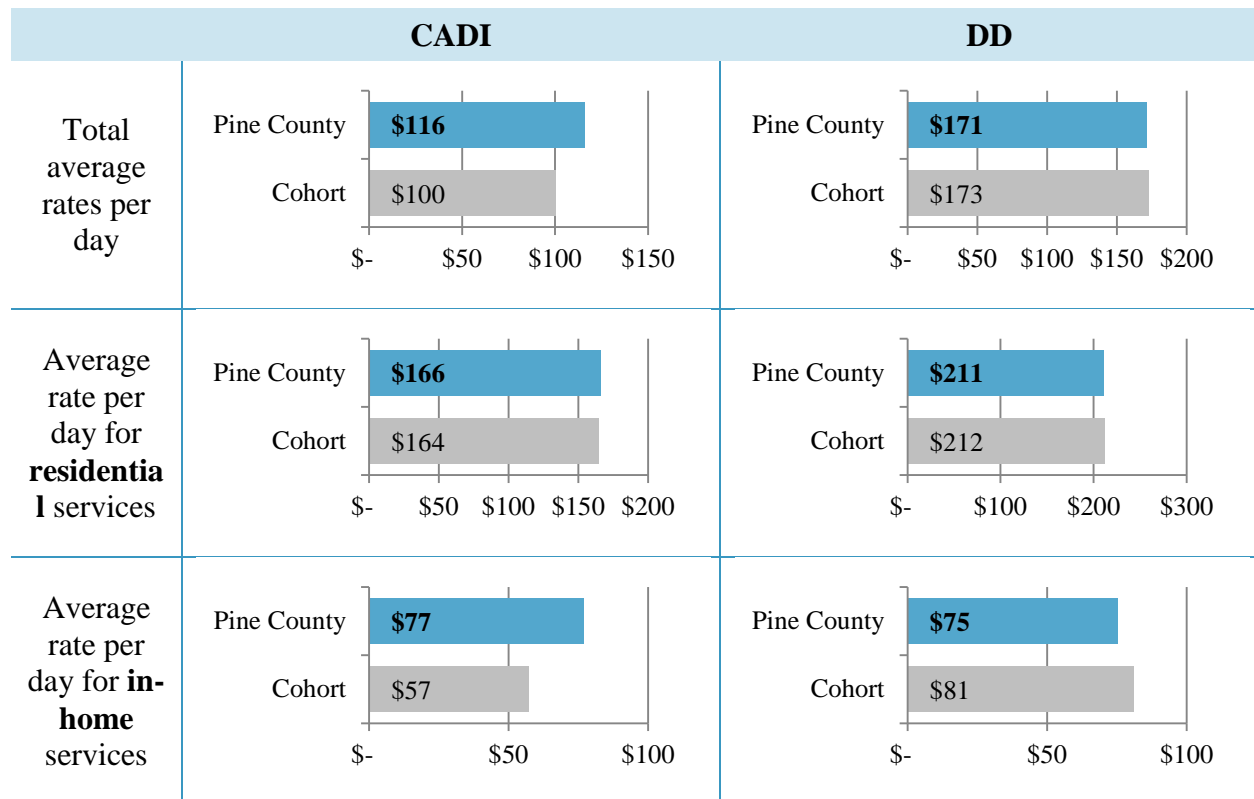 CADI
DD
Total
average
rates per
day
Pine County
$116
Cohort
$100
$- $50 $100 $150
Pine County
$171
Cohort
$173
$- $50 $100 $150 $200
Average
rate per
day for
residentia
l services
Pine County
$166
Cohort
$164
$- $50 $100 $150 $200
Pine County
$211
Cohort
$212
$- $100 $200 $300
Average
rate per
day for in-
home
services
Pine County
$77
Cohort
$57
$- $50 $100
Pine County
$75
Cohort
$81
$- $50 $100